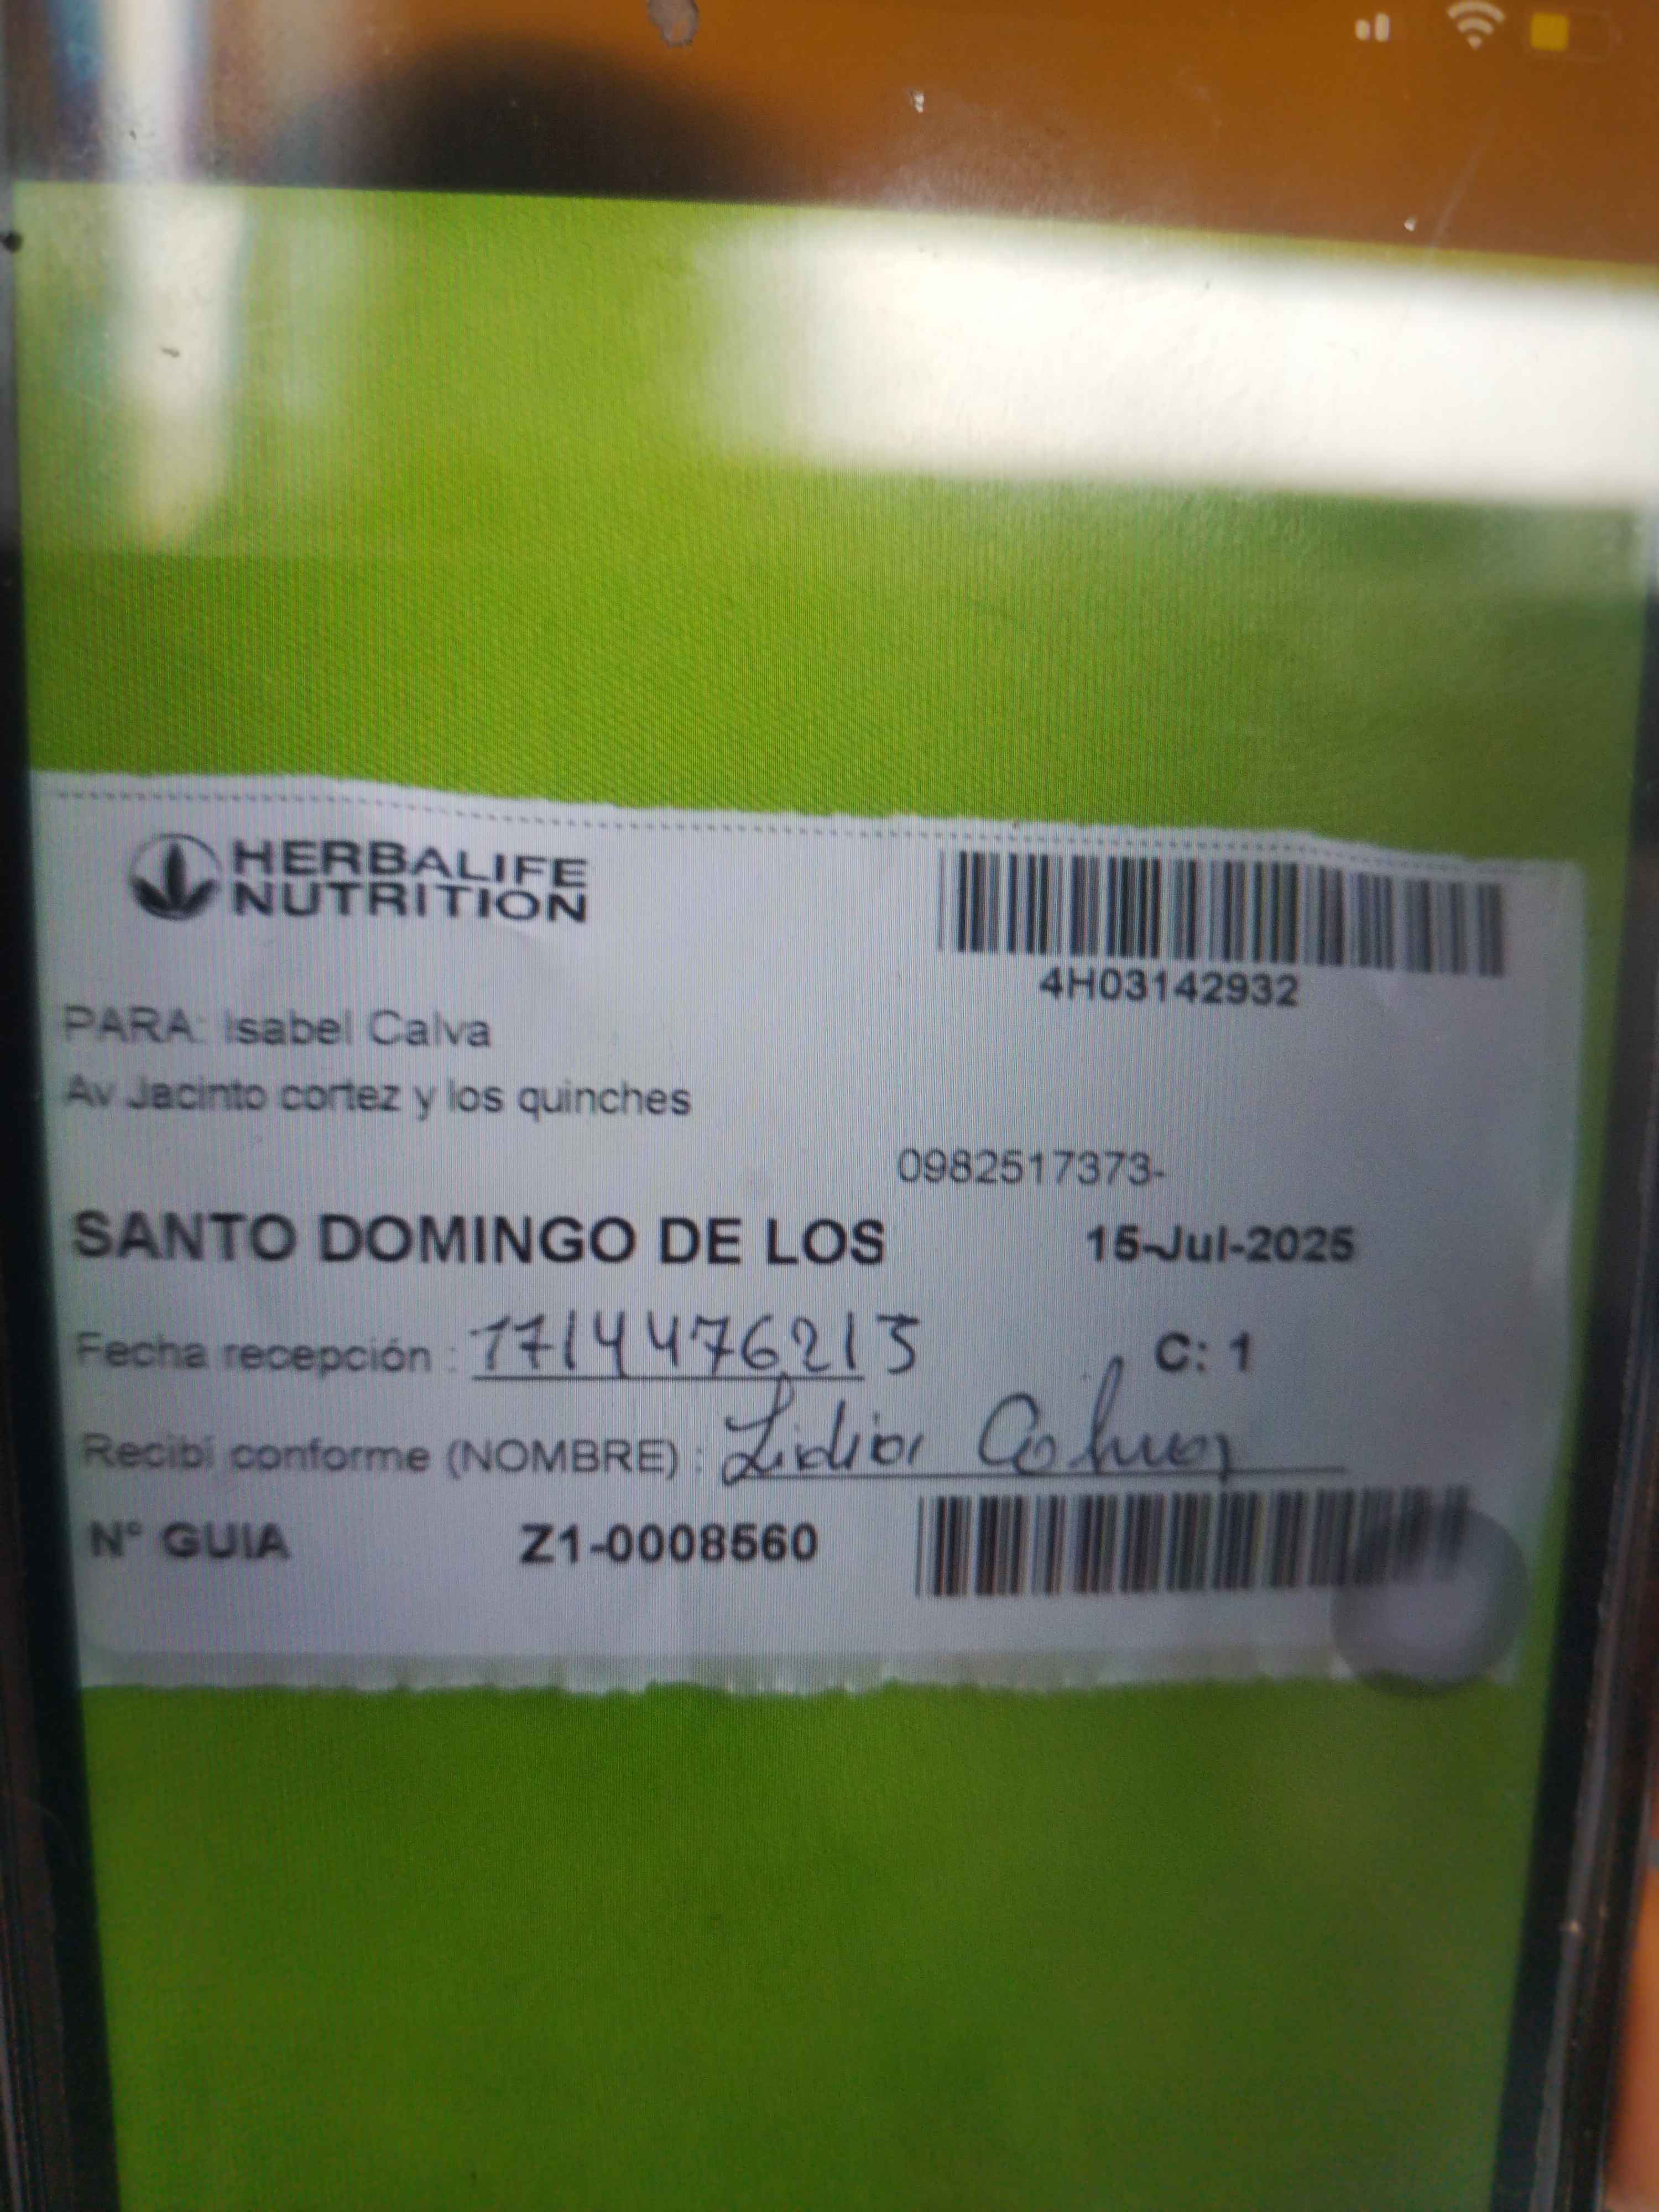 HERBALIFE
NUTRITION
4H03142932
PARA: Isabel Calva
Av Jacinto cortez y los quinches
0982517373-
SANTO DOMINGO DE LOS 15-Jul-2025
Fecha recepción : 1714476213 C: 1
Recibí conforme (NOMBRE) : Lidia
N° GUIA Z1-0008560